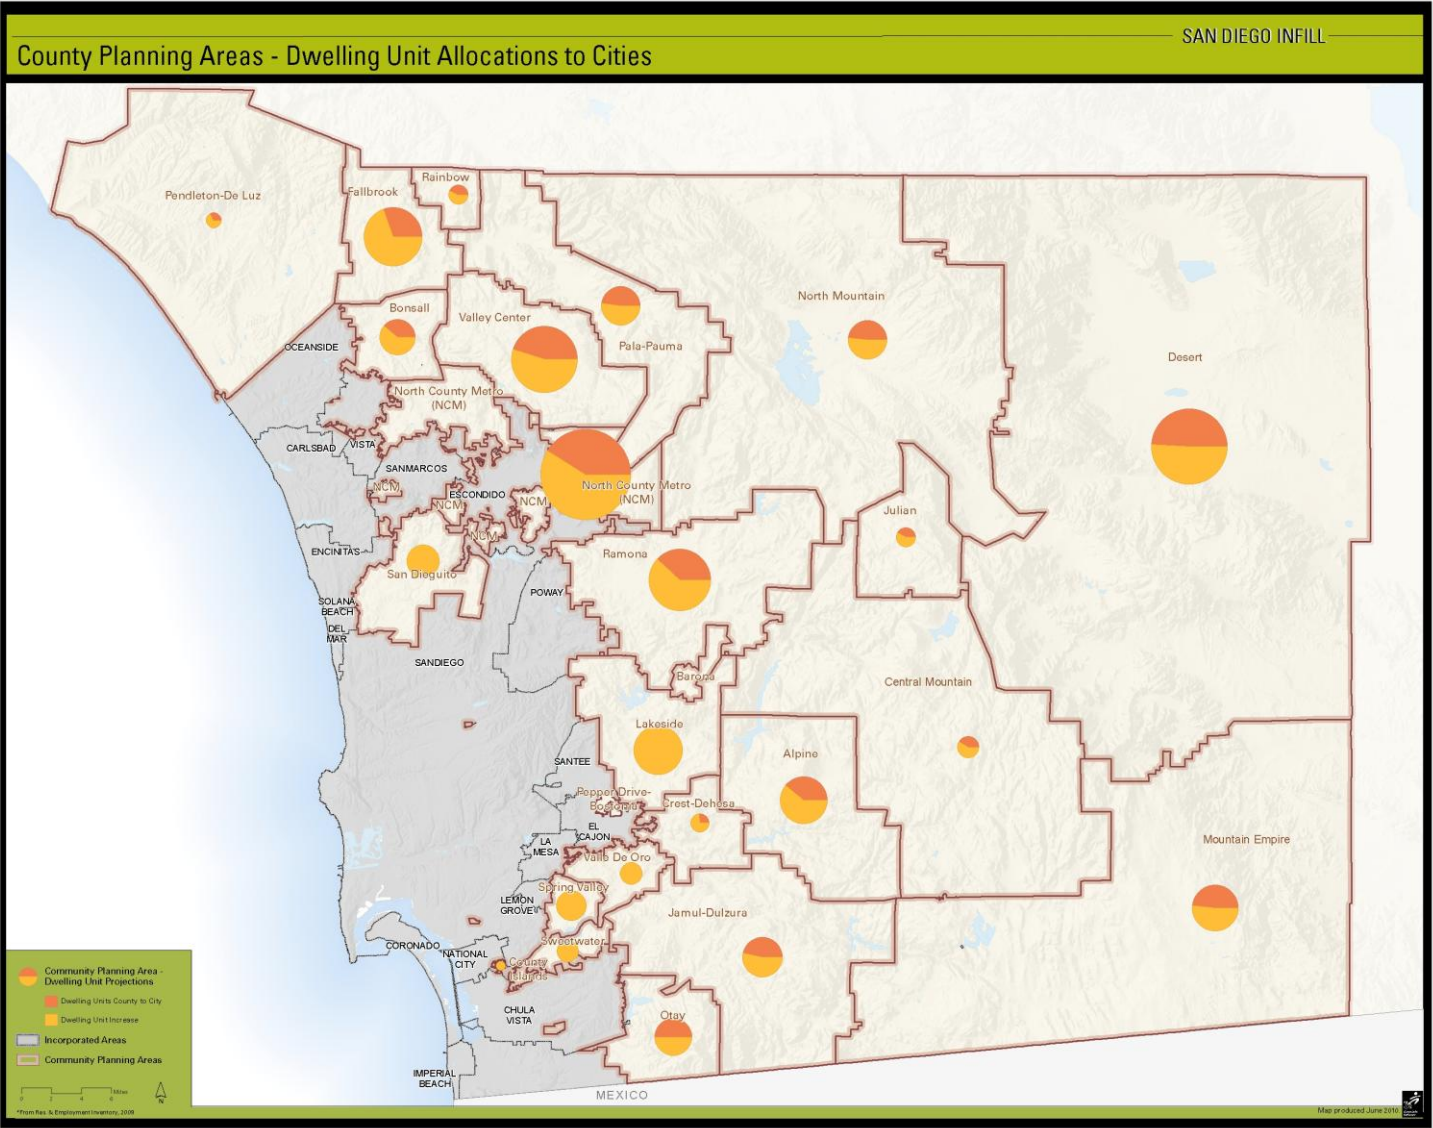 SAN DIEGO INFILL
County Planning Areas - Dwelling Unit Allocations to Cities
Pendleton-De Luz
Fallbrook
Rainbow
Bonsall
Valley Center
Pala-Pauma
North Mountain
Desert
OCEANSIDE
North County Metro
(NCM)
CARLSBAD
VISTA
SANMARCOS
NCM
ESCONDIDO
NCM
NCM
NCM
North County Metro
(NCM)
Julian
ENCINITAS
San Dieguito
Ramona
SOLANA
BEACH
DEL
MAR
POWAY
SANDIEGO
Barona
Central Mountain
Lakeside
SANTEE
Alpine
Pepper Drive-
Bostonia
Crest-Dehesa
EL
CAJON
LA
MESA
Valle De Oro
Mountain Empire
Spring Valley
LEMON
GROVE
Jamul-Dulzura
CORONADO
NATIONAL
CITY
Sweetwater
County
Islands
CHULA
VISTA
Otay
IMPERIAL
BEACH
MEXICO
Community Planning Area -
Dwelling Unit Projections
Dwelling Units County to City
Dwelling Unit Increase
Incorporated Areas
Community Planning Areas
Miles
N
*From Res. & Employment Inventory, 2009
Map produced June 2010.